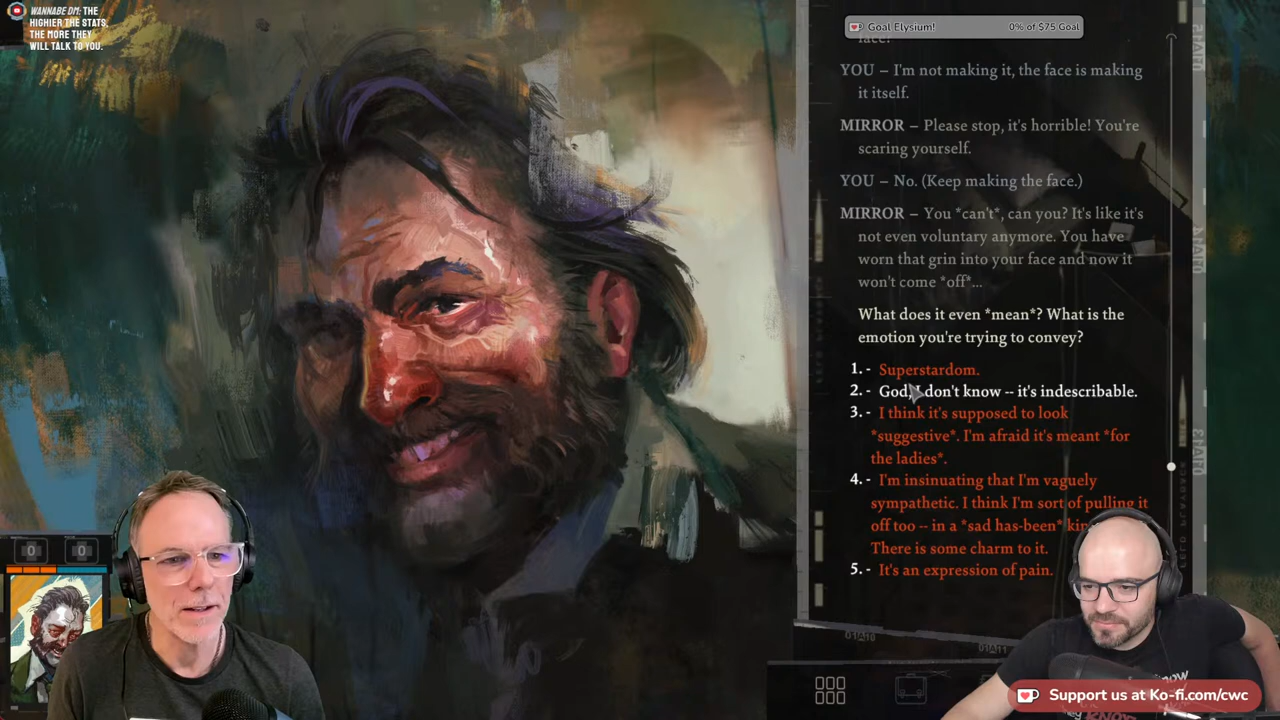 WANNABE DM: THE
HIGHIER THE STATS,
THE MORE THEY
WILL TALK TO YOU.
Goal Elysium! 0% of $75 Goal
face!
YOU – I'm not making it, the face is making
it itself.
MIRROR – Please stop, it's horrible! You're
scaring yourself.
YOU – No. (Keep making the face.)
MIRROR – You *can't*, can you? It's like it's
not even voluntary anymore. You have
worn that grin into your face and now it
won't come *off*...
What does it even *mean*? What is the
emotion you're trying to convey?
1. - Superstardom.
2. - God, I don't know -- it's indescribable.
3. - I think it's supposed to look
*suggestive*. I'm afraid it's meant *for
the ladies*.
4. - I'm insinuating that I'm vaguely
sympathetic. I think I'm sort of pulling it
off too -- in a *sad has-been*
There is some charm to it.
5. - It's an expression of pain.
0 0
Support us at Ko-fi.com/cwc